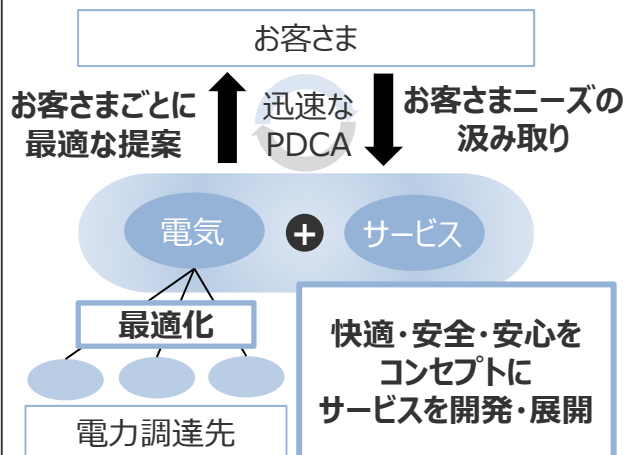 お客さま
お客さまごとに
最適な提案
迅速な
PDCA
お客さまニーズの
汲み取り
電気
+
サービス
最適化
電力調達先
快適・安全・安心を
コンセプトに
サービスを開発・展開